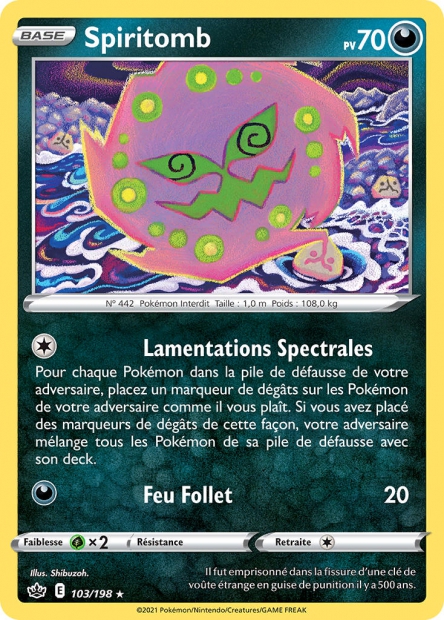 BASE Spiritomb PV 70
N° 442 Pokémon Interdit Taille : 1,0 m Poids : 108,0 kg
Lamentations Spectrales
Pour chaque Pokémon dans la pile de défausse de votre
adversaire, placez un marqueur de dégâts sur les Pokémon
de votre adversaire comme il vous plaît. Si vous avez placé
des marqueurs de dégâts de cette façon, votre adversaire
mélange tous les Pokémon de sa pile de défausse avec
son deck.
Feu Follet 20
Faiblesse ×2 Résistance Retraite
Illus. Shibuzoh.
Il fut emprisonné dans la fissure d'une clé de
voûte étrange en guise de punition il y a 500 ans.
E 103/198 ★
©2021 Pokémon/Nintendo/Creatures/GAME FREAK